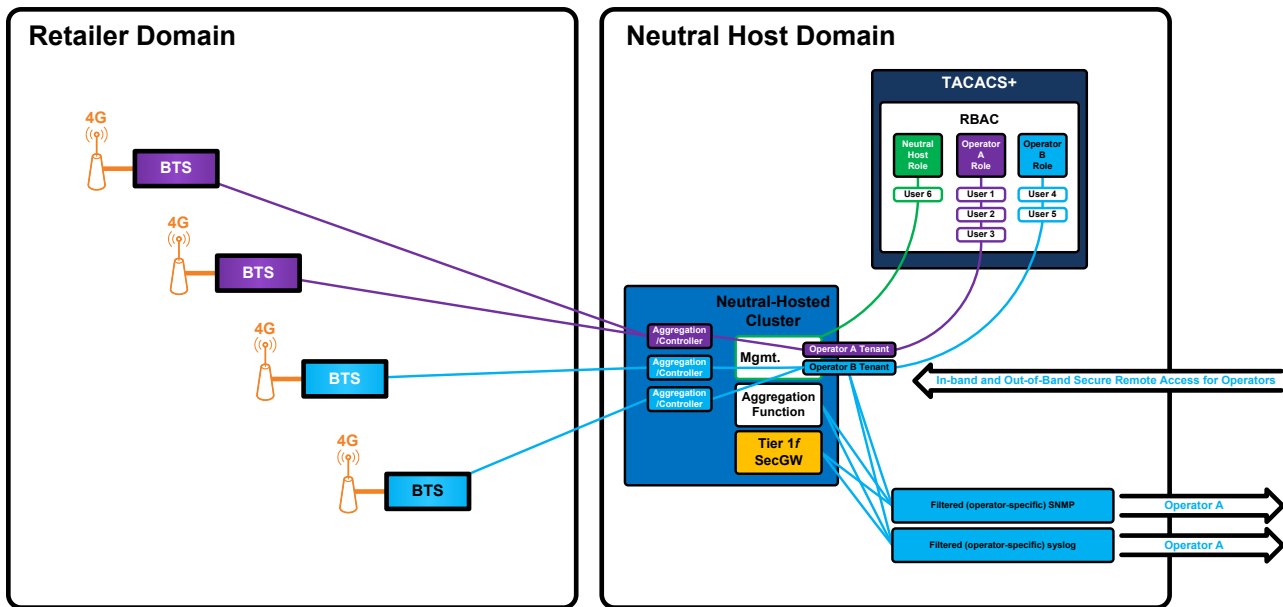 Retailer Domain
4G
BTS
4G
BTS
4G
BTS
4G
BTS
Neutral Host Domain
TACACS+
RBAC
Neutral
Host
Role
User 6
Operator
A
Role
User 1
User 2
User 3
Operator
B
Role
User 4
User 5
Neutral-Hosted
Cluster
Aggregation
/Controller
Aggregation
/Controller
Aggregation
/Controller
Mgmt.
Operator A Tenant
Operator B Tenant
Aggregation
Function
Tier 1f
SecGW
In-band and Out-of-Band Secure Remote Access for Operators
Filtered (operator-specific) SNMP
Operator A
Filtered (operator-specific) syslog
Operator A